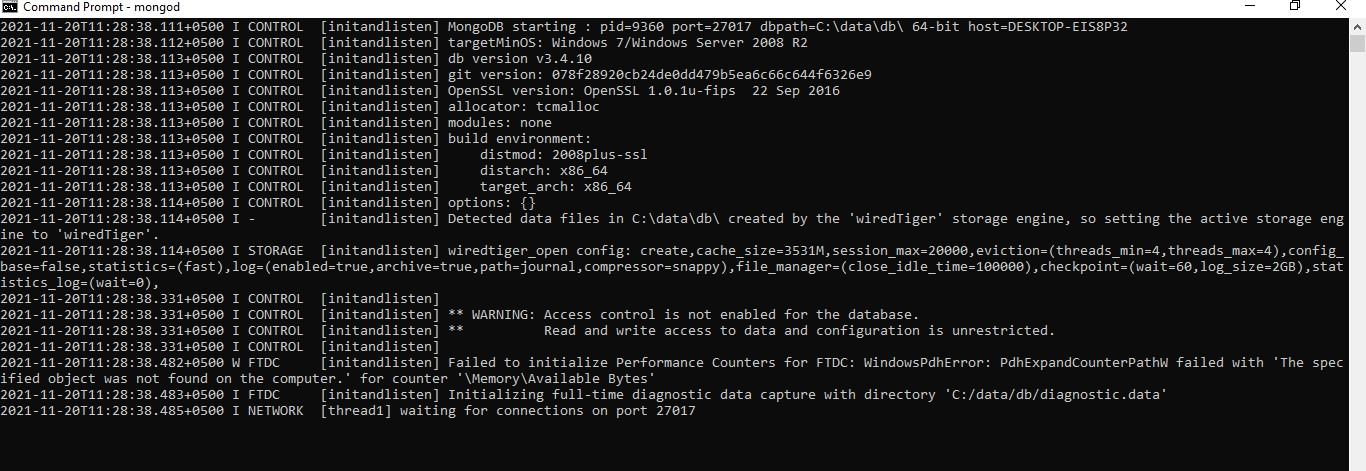 Command Prompt - mongod
2021-11-20T11:28:38.111+0500 I CONTROL  [initandlisten] MongoDB starting : pid=9360 port=27017 dbpath=C:\data\db\ 64-bit host=DESKTOP-EIS8P32
2021-11-20T11:28:38.112+0500 I CONTROL  [initandlisten] targetMinOS: Windows 7/Windows Server 2008 R2
2021-11-20T11:28:38.113+0500 I CONTROL  [initandlisten] db version v3.4.10
2021-11-20T11:28:38.113+0500 I CONTROL  [initandlisten] git version: 078f28920cb24de0dd479b5ea6c66c644f6326e9
2021-11-20T11:28:38.113+0500 I CONTROL  [initandlisten] OpenSSL version: OpenSSL 1.0.1u-fips  22 Sep 2016
2021-11-20T11:28:38.113+0500 I CONTROL  [initandlisten] allocator: tcmalloc
2021-11-20T11:28:38.113+0500 I CONTROL  [initandlisten] modules: none
2021-11-20T11:28:38.113+0500 I CONTROL  [initandlisten] build environment:
2021-11-20T11:28:38.113+0500 I CONTROL  [initandlisten]     distmod: 2008plus-ssl
2021-11-20T11:28:38.113+0500 I CONTROL  [initandlisten]     distarch: x86_64
2021-11-20T11:28:38.113+0500 I CONTROL  [initandlisten]     target_arch: x86_64
2021-11-20T11:28:38.114+0500 I CONTROL  [initandlisten] options: {}
2021-11-20T11:28:38.114+0500 I -        [initandlisten] Detected data files in C:\data\db\ created by the 'wiredTiger' storage engine, so setting the active storage eng
ine to 'wiredTiger'.
2021-11-20T11:28:38.114+0500 I STORAGE  [initandlisten] wiredtiger_open config: create,cache_size=3531M,session_max=20000,eviction=(threads_min=4,threads_max=4),config_
base=false,statistics=(fast),log=(enabled=true,archive=true,path=journal,compressor=snappy),file_manager=(close_idle_time=100000),checkpoint=(wait=60,log_size=2GB),stat
istics_log=(wait=0),
2021-11-20T11:28:38.331+0500 I CONTROL  [initandlisten]
2021-11-20T11:28:38.331+0500 I CONTROL  [initandlisten] ** WARNING: Access control is not enabled for the database.
2021-11-20T11:28:38.331+0500 I CONTROL  [initandlisten] **          Read and write access to data and configuration is unrestricted.
2021-11-20T11:28:38.331+0500 I CONTROL  [initandlisten]
2021-11-20T11:28:38.482+0500 W FTDC     [initandlisten] Failed to initialize Performance Counters for FTDC: WindowsPdhError: PdhExpandCounterPathW failed with 'The spec
ified object was not found on the computer.' for counter '\Memory\Available Bytes'
2021-11-20T11:28:38.483+0500 I FTDC     [initandlisten] Initializing full-time diagnostic data capture with directory 'C:/data/db/diagnostic.data'
2021-11-20T11:28:38.485+0500 I NETWORK  [thread1] waiting for connections on port 27017